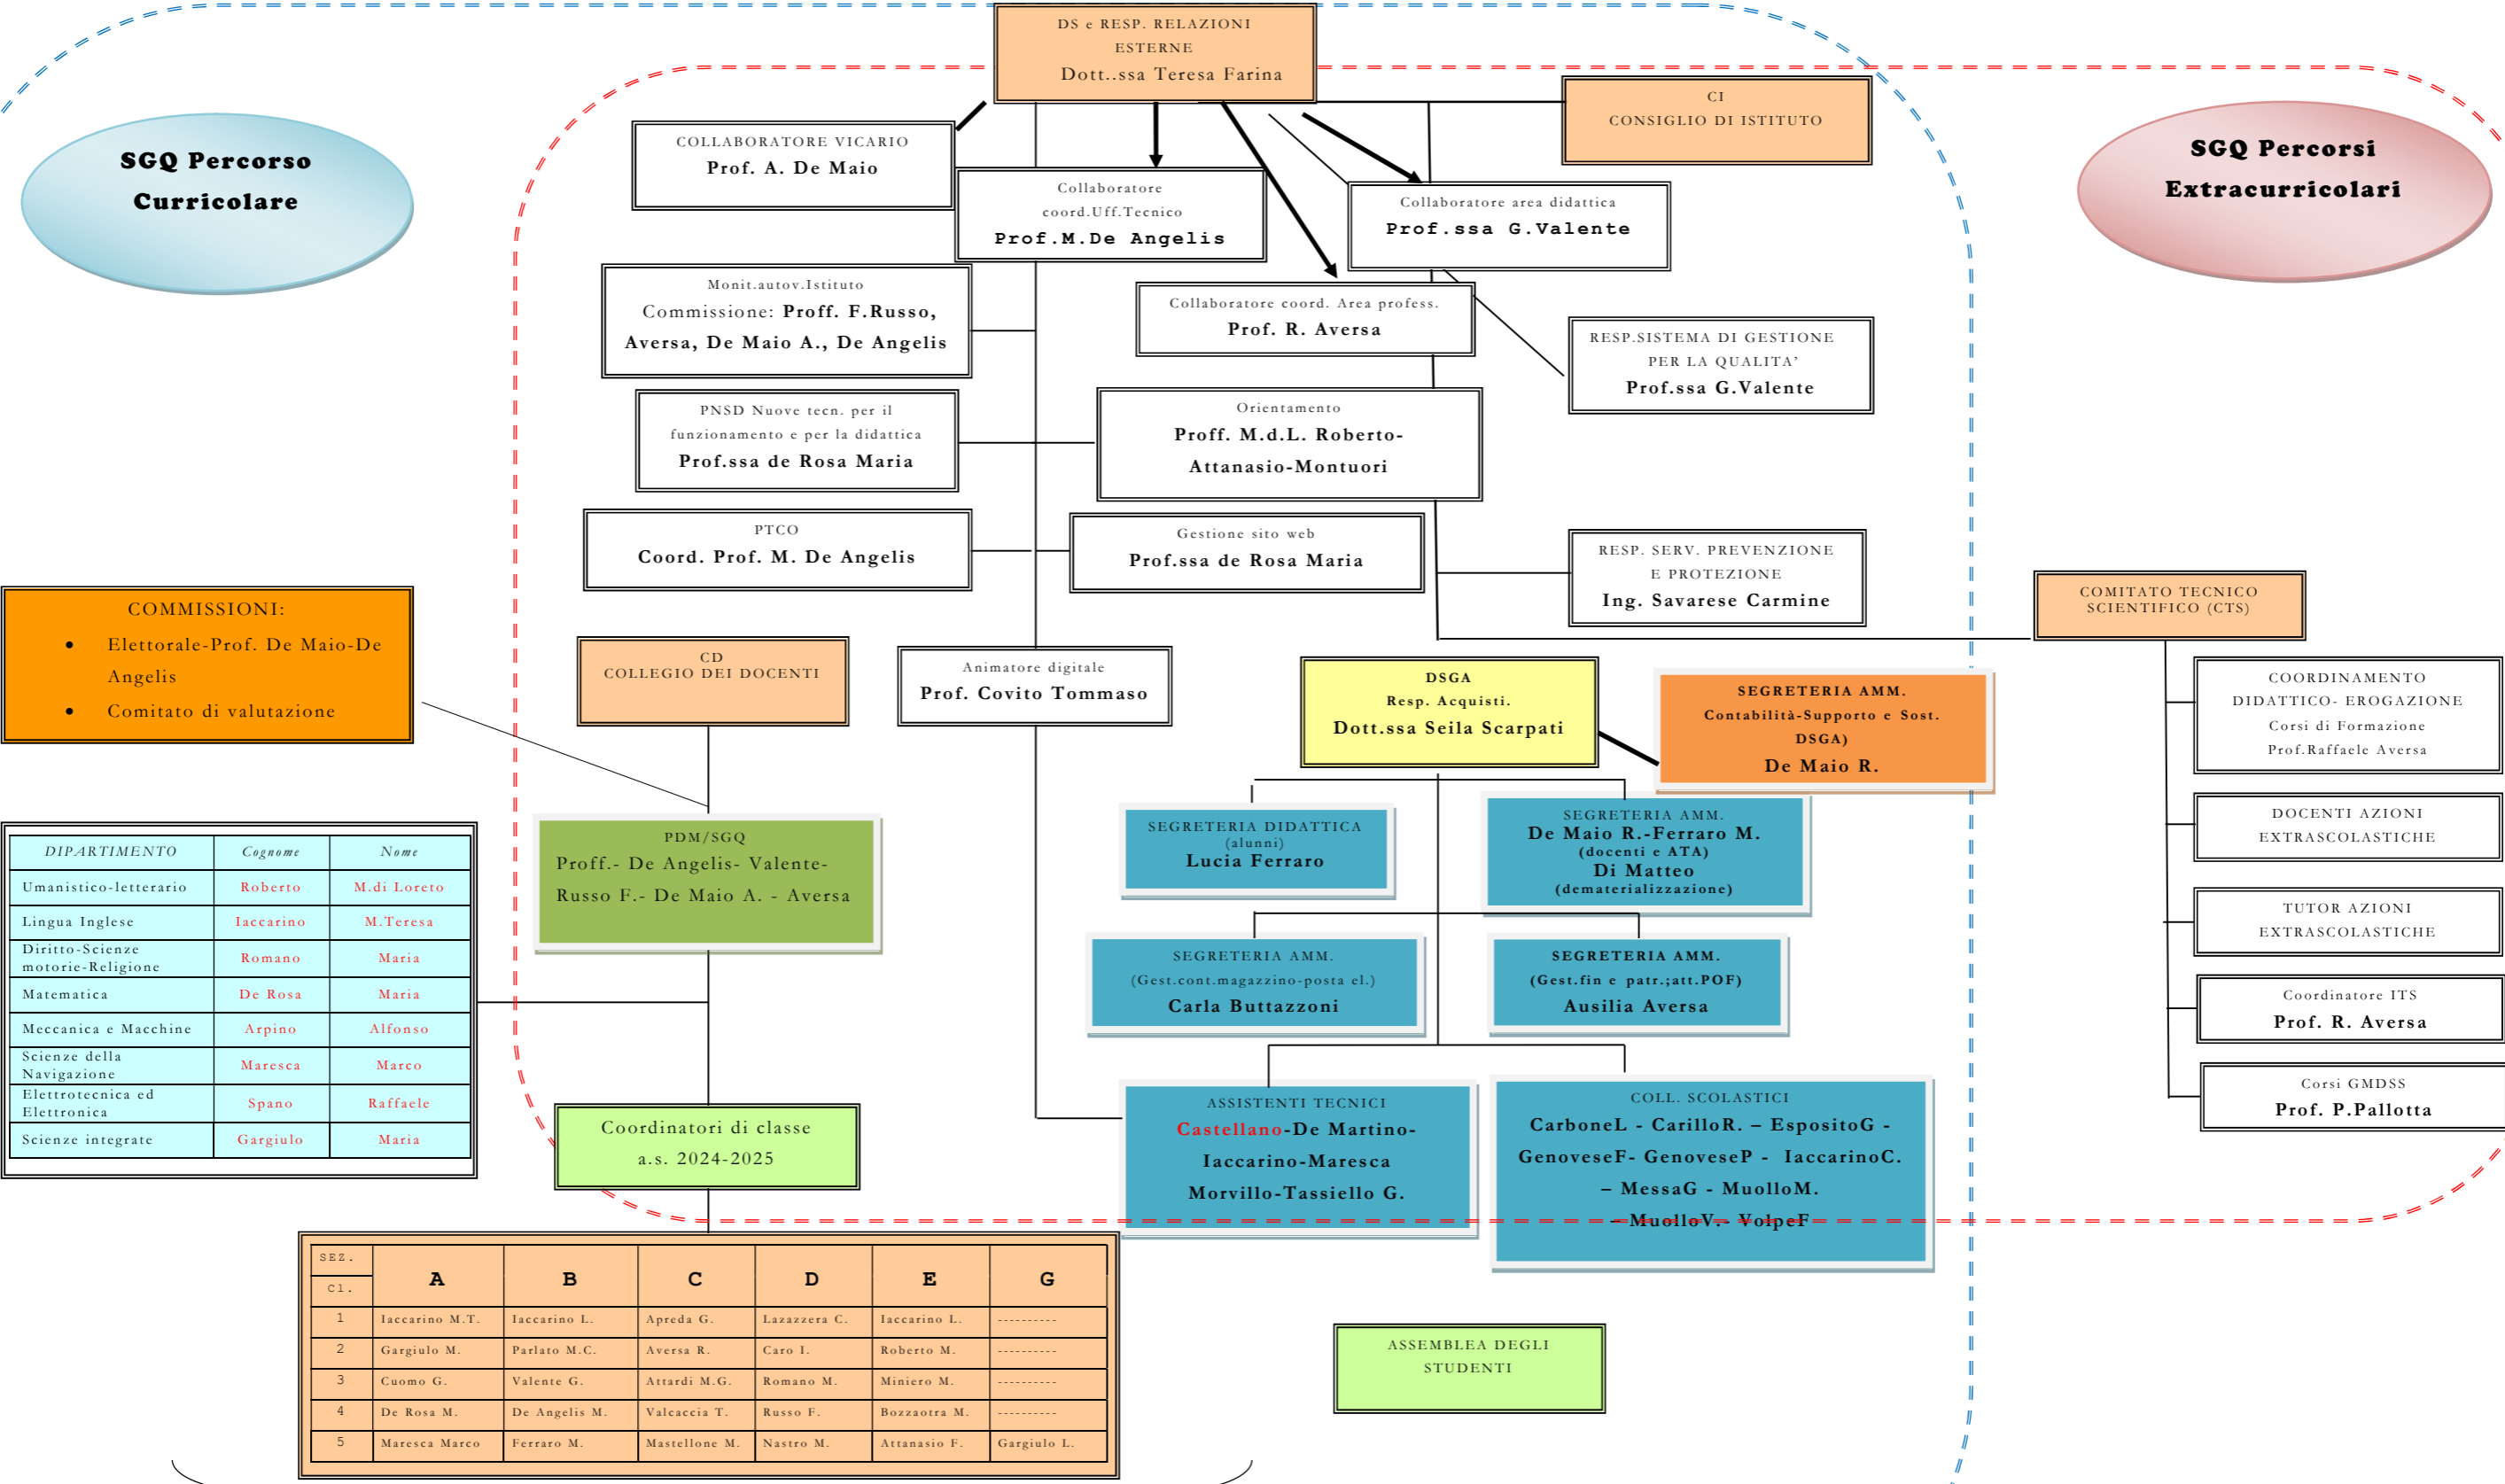 DS e RESP. RELAZIONI
ESTERNE
Dott..ssa Teresa Farina
CI
CONSIGLIO DI ISTITUTO
SGQ Percorso
Curricolare
SGQ Percorsi
Extracurricolari
COLLABORATORE VICARIO
Prof. A. De Maio
Collaboratore
coord.Uff.Tecnico
Prof.M.De Angelis
Collaboratore area didattica
Prof.ssa G.Valente
Monit.autov.Istituto
Commissione: Proff. F.Russo,
Aversa, De Maio A., De Angelis
Collaboratore coord. Area profess.
Prof. R. Aversa
RESP.SISTEMA DI GESTIONE
PER LA QUALITA’
Prof.ssa G.Valente
PNSD Nuove tecn. per il
funzionamento e per la didattica
Prof.ssa de Rosa Maria
Orientamento
Proff. M.d.L. Roberto-
Attanasio-Montuori
PTCO
Coord. Prof. M. De Angelis
Gestione sito web
Prof.ssa de Rosa Maria
RESP. SERV. PREVENZIONE
E PROTEZIONE
Ing. Savarese Carmine
COMMISSIONI:
• Elettorale-Prof. De Maio-De
Angelis
• Comitato di valutazione
CD
COLLEGIO DEI DOCENTI
Animatore digitale
Prof. Covito Tommaso
DSGA
Resp. Acquisti.
Dott.ssa Seila Scarpati
SEGRETERIA AMM.
Contabilità-Supporto e Sost.
DSGA)
De Maio R.
COMITATO TECNICO
SCIENTIFICO (CTS)
COORDINAMENTO
DIDATTICO- EROGAZIONE
Corsi di Formazione
Prof.Raffaele Aversa
DOCENTI AZIONI
EXTRASCOLASTICHE
TUTOR AZIONI
EXTRASCOLASTICHE
Coordinatore ITS
Prof. R. Aversa
Corsi GMDSS
Prof. P.Pallotta
DIPARTIMENTO Cognome Nome
Umanistico-letterario Roberto M.di Loreto
Lingua Inglese Iaccarino M.Teresa
Diritto-Scienze
motorie-Religione Romano Maria
Matematica De Rosa Maria
Meccanica e Macchine Arpino Alfonso
Scienze della
Navigazione Maresca Marco
Elettrotecnica ed
Elettronica Spano Raffaele
Scienze integrate Gargiulo Maria
PDM/SGQ
Proff.- De Angelis- Valente-
Russo F.- De Maio A. - Aversa
SEGRETERIA DIDATTICA
(alunni)
Lucia Ferraro
SEGRETERIA AMM.
De Maio R.-Ferraro M.
(docenti e ATA)
Di Matteo
(dematerializzazione)
SEGRETERIA AMM.
(Gest.cont.magazzino-posta el.)
Carla Buttazzoni
SEGRETERIA AMM.
(Gest.fin e patr.;att.POF)
Ausilia Aversa
Coordinatori di classe
a.s. 2024-2025
ASSISTENTI TECNICI
Castellano-De Martino-
Iaccarino-Maresca
Morvillo-Tassiello G.
COLL. SCOLASTICI
CarboneL - CarilloR. – EspositoG -
GenoveseF- GenoveseP - IaccarinoC.
– MessaG - MuolloM.
– MuolloV.- VolpeF
SEZ.
Cl. A B C D E G
1 Iaccarino M.T. Iaccarino L. Apreda G. Lazazzera C. Iaccarino L. ----------
2 Gargiulo M. Parlato M.C. Aversa R. Caro I. Roberto M. ----------
3 Cuomo G. Valente G. Attardi M.G. Romano M. Miniero M. ----------
4 De Rosa M. De Angelis M. Valcaccia T. Russo F. Bozzaotra M. ----------
5 Maresca Marco Ferraro M. Mastellone M. Nastro M. Attanasio F. Gargiulo L.
ASSEMBLEA DEGLI
STUDENTI